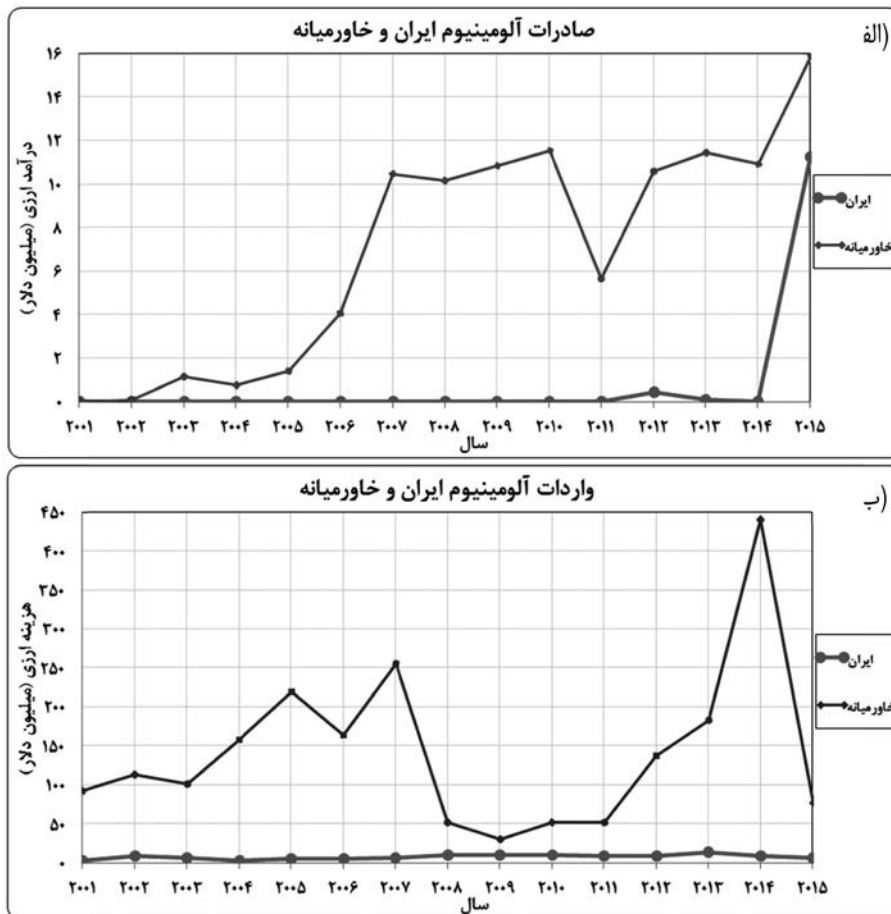 الف)
صادرات آلومینیوم ایران و خاورمیانه
درآمد ارزی (میلیون دلار)
۱۶
۱۴
۱۲
۱۰
۸
۶
۴
۲
۰
۲۰۰۱ ۲۰۰۲ ۲۰۰۳ ۲۰۰۴ ۲۰۰۵ ۲۰۰۶ ۲۰۰۷ ۲۰۰۸ ۲۰۰۹ ۲۰۱۰ ۲۰۱۱ ۲۰۱۲ ۲۰۱۳ ۲۰۱۴ ۲۰۱۵
سال
ایران
خاورمیانه
ب)
واردات آلومینیوم ایران و خاورمیانه
هزینه ارزی (میلیون دلار)
۴۵۰
۴۰۰
۳۵۰
۳۰۰
۲۵۰
۲۰۰
۱۵۰
۱۰۰
۵۰
۰
۲۰۰۱ ۲۰۰۲ ۲۰۰۳ ۲۰۰۴ ۲۰۰۵ ۲۰۰۶ ۲۰۰۷ ۲۰۰۸ ۲۰۰۹ ۲۰۱۰ ۲۰۱۱ ۲۰۱۲ ۲۰۱۳ ۲۰۱۴ ۲۰۱۵
سال
ایران
خاورمیانه